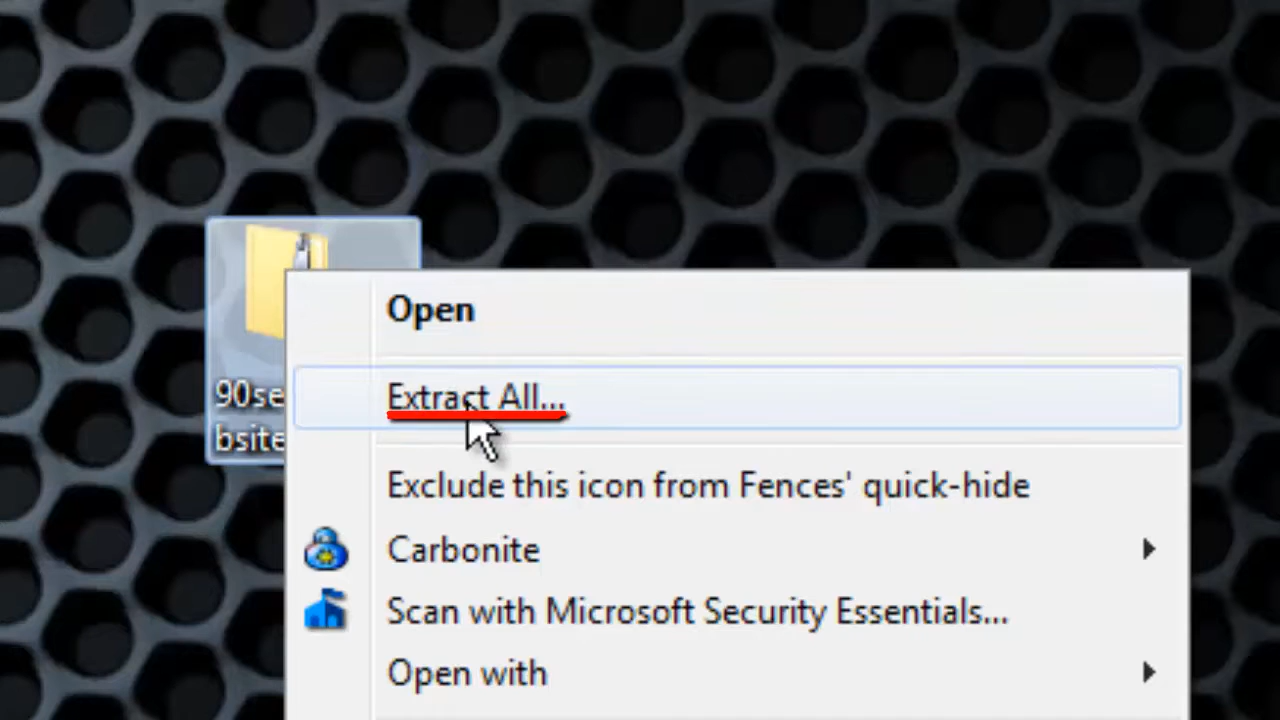 Open
Extract All...
90se
bsite
Exclude this icon from Fences' quick-hide
Carbonite
Scan with Microsoft Security Essentials...
Open with